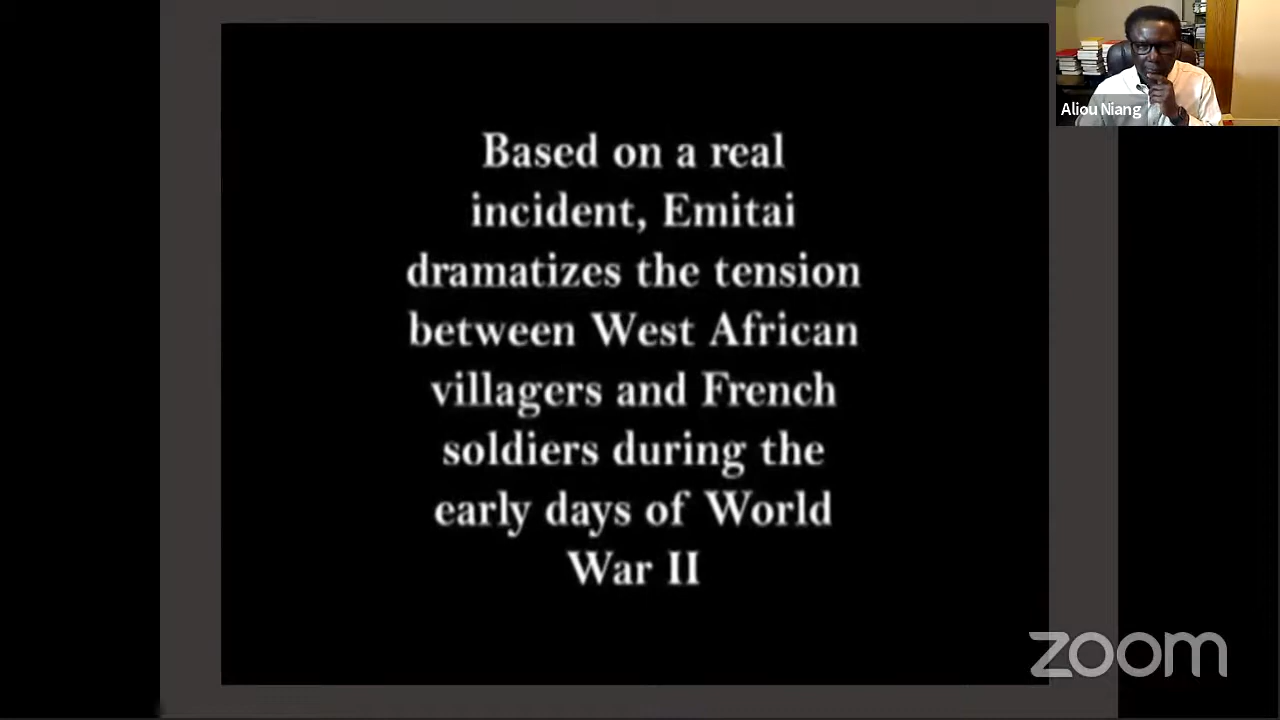 Aliou Niang
Based on a real
incident, Emitai
dramatizes the tension
between West African
villagers and French
soldiers during the
early days of World
War II
zoom